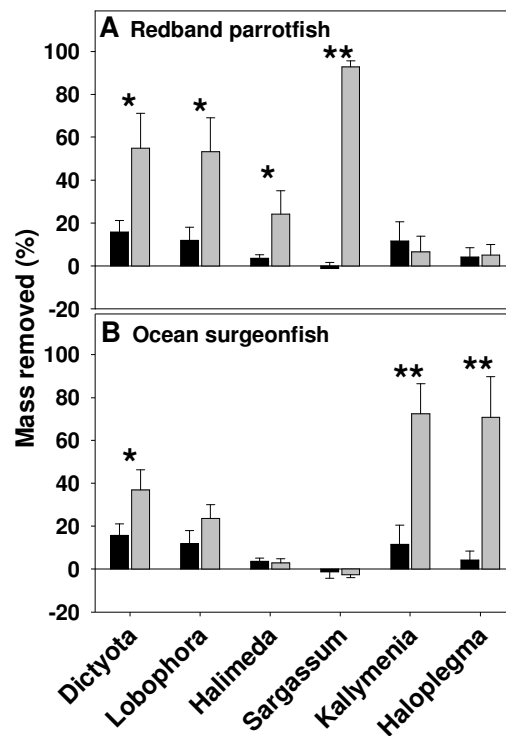 A Redband parrotfish
100
80
60
40
20
0
-20
* * * ** 
B Ocean surgeonfish
100
80
60
40
20
0
-20
* ** **
Mass removed (%)
Dictyota
Lobophora
Halimeda
Sargassum
Kallymenia
Haloplegma